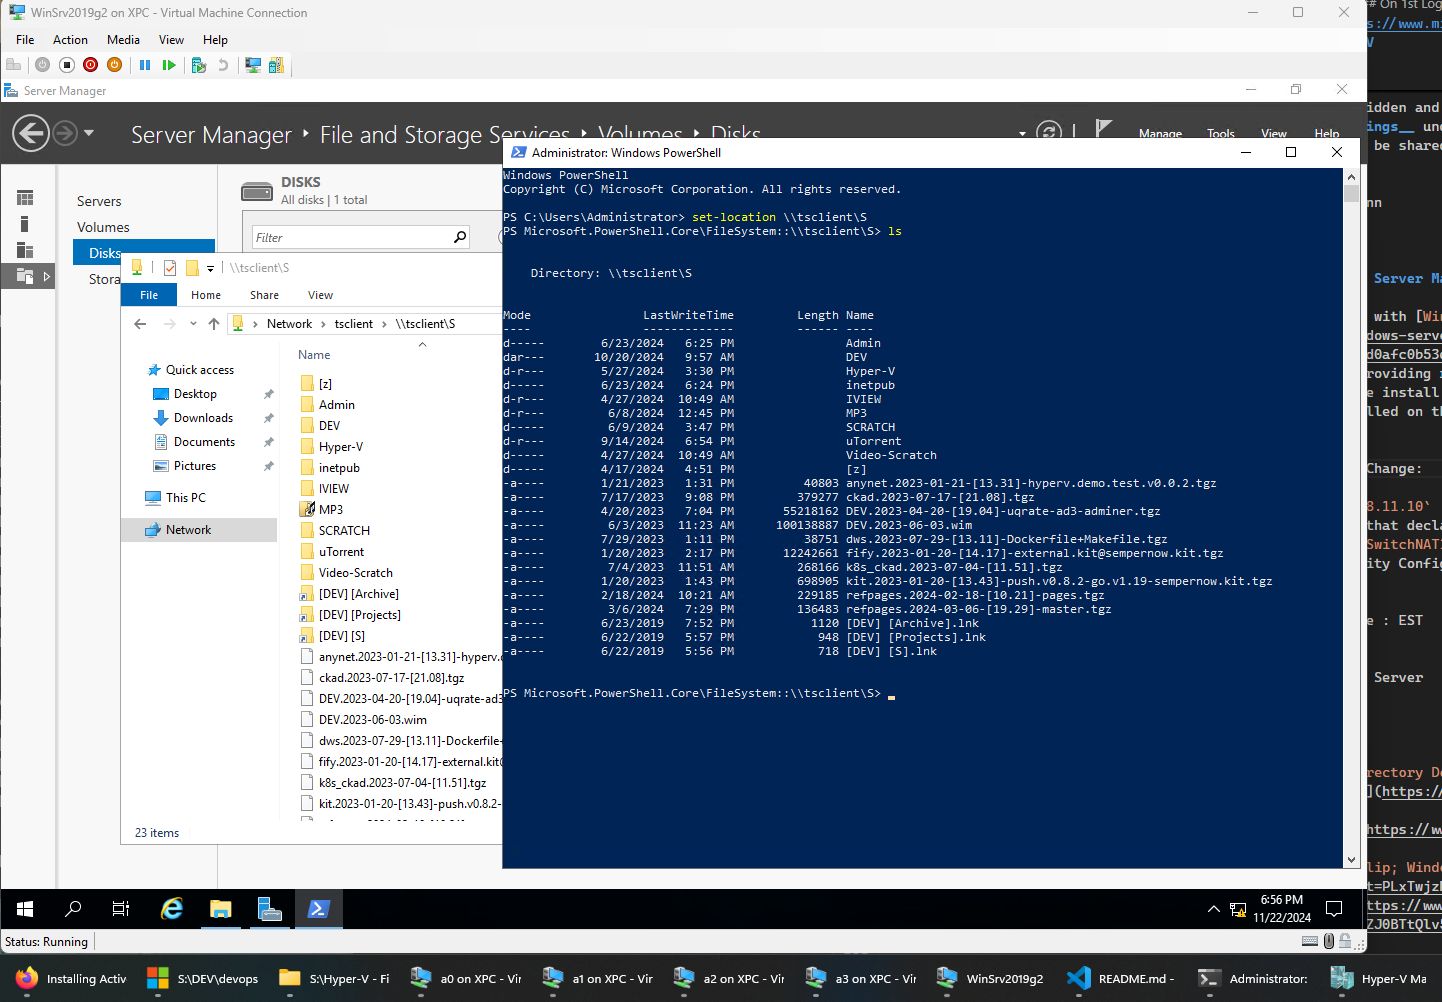 WinSrv2019g2 on XPC - Virtual Machine Connection
File Action Media View Help
Server Manager
Server Manager File and Storage Services Volumes Disks
Manage Tools View Help
Servers
Volumes
Disks
Stora
DISKS
All disks | 1 total
Filter
\\tsclient\S
File Home Share View
Network tsclient \\tsclient\S
Quick access
Desktop
Downloads
Documents
Pictures
This PC
Network
Name
[z]
Admin
DEV
Hyper-V
inetpub
IVIEW
MP3
SCRATCH
uTorrent
Video-Scratch
[DEV] [Archive]
[DEV] [Projects]
[DEV] [S]
anynet.2023-01-21-[13.31]-hyperv.
ckad.2023-07-17-[21.08].tgz
DEV.2023-04-20-[19.04]-uqrate-ad3
DEV.2023-06-03.wim
dws.2023-07-29-[13.11]-Dockerfile
fify.2023-01-20-[14.17]-external.kit
k8s_ckad.2023-07-04-[11.51].tgz
kit.2023-01-20-[13.43]-push.v0.8.2-
23 items
Administrator: Windows PowerShell
Windows PowerShell
Copyright (C) Microsoft Corporation. All rights reserved.
PS C:\Users\Administrator> set-location \\tsclient\S
PS Microsoft.PowerShell.Core\FileSystem::\\tsclient\S> ls
Directory: \\tsclient\S
Mode LastWriteTime Length Name
---- ------------- ------ ----
d----- 6/23/2024 6:25 PM Admin
dar--- 10/20/2024 9:57 AM DEV
d-r--- 5/27/2024 3:30 PM Hyper-V
d----- 6/23/2024 6:24 PM inetpub
d-r--- 4/27/2024 10:49 AM IVIEW
d-r--- 6/8/2024 12:45 PM MP3
d----- 6/9/2024 3:47 PM SCRATCH
d-r--- 9/14/2024 6:54 PM uTorrent
d----- 4/27/2024 10:49 AM Video-Scratch
d----- 4/17/2024 4:51 PM [z]
-a---- 1/21/2023 1:31 PM 40803 anynet.2023-01-21-[13.31]-hyperv.demo.test.v0.0.2.tgz
-a---- 7/17/2023 9:08 PM 379277 ckad.2023-07-17-[21.08].tgz
-a---- 4/20/2023 7:04 PM 55218162 DEV.2023-04-20-[19.04]-uqrate-ad3-adminer.tgz
-a---- 6/3/2023 11:23 AM 100138887 DEV.2023-06-03.wim
-a---- 7/29/2023 1:11 PM 38751 dws.2023-07-29-[13.11]-Dockerfile+Makefile.tgz
-a---- 1/20/2023 2:17 PM 12242661 fify.2023-01-20-[14.17]-external.kit@sempernow.kit.tgz
-a---- 7/4/2023 11:51 AM 268166 k8s_ckad.2023-07-04-[11.51].tgz
-a---- 1/20/2023 1:43 PM 698905 kit.2023-01-20-[13.43]-push.v0.8.2-go.v1.19-sempernow.kit.tgz
-a---- 2/18/2024 10:21 AM 229185 refpages.2024-02-18-[10.21]-pages.tgz
-a---- 3/6/2024 7:29 PM 136483 refpages.2024-03-06-[19.29]-master.tgz
-a---- 6/23/2019 7:52 PM 1120 [DEV] [Archive].lnk
-a---- 6/22/2019 5:57 PM 948 [DEV] [Projects].lnk
-a---- 6/22/2019 5:56 PM 718 [DEV] [S].lnk
PS Microsoft.PowerShell.Core\FileSystem::\\tsclient\S>
6:56 PM
11/22/2024
Status: Running
## On 1st Log
s://www.mi
V
idden and
ings__ un
be shared
nn
Server Ma
with [Win
dows-serve
d0afc0b53
roviding
e install
lled on th
Change:
8.11.10`
that decla
SwitchNAT
ity Config
e : EST
Server
rectory D
](https://
https://w
lip; Windo
t=PLxTwjz
ttps://ww
ZJ0BTtQlv
Installing Activ S:\DEV\devops S:\Hyper-V - Fi a0 on XPC - Vir a1 on XPC - Vir a2 on XPC - Vir a3 on XPC - Vir WinSrv2019g2 README.md - Administrator: Hyper-V Ma